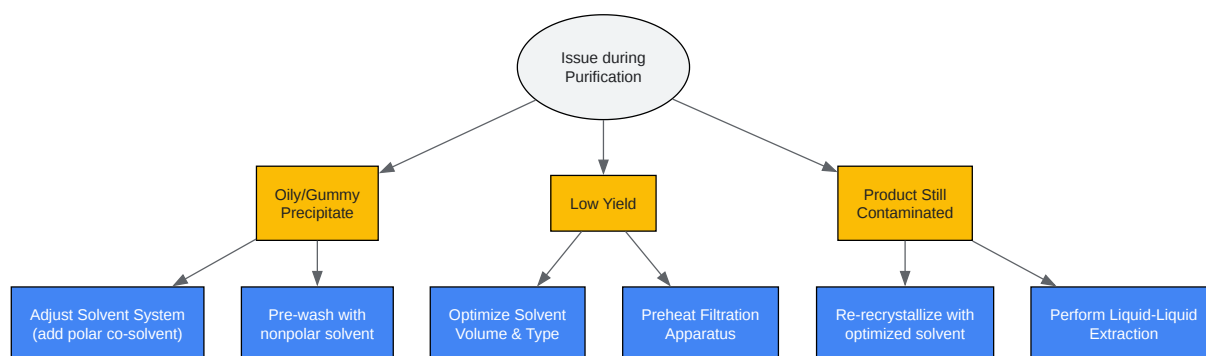 Issue during
Purification
Oily/Gummy
Precipitate
Low Yield
Product Still
Contaminated
Adjust Solvent System
(add polar co-solvent)
Pre-wash with
nonpolar solvent
Optimize Solvent
Volume & Type
Preheat Filtration
Apparatus
Re-recrystallize with
optimized solvent
Perform Liquid-Liquid
Extraction